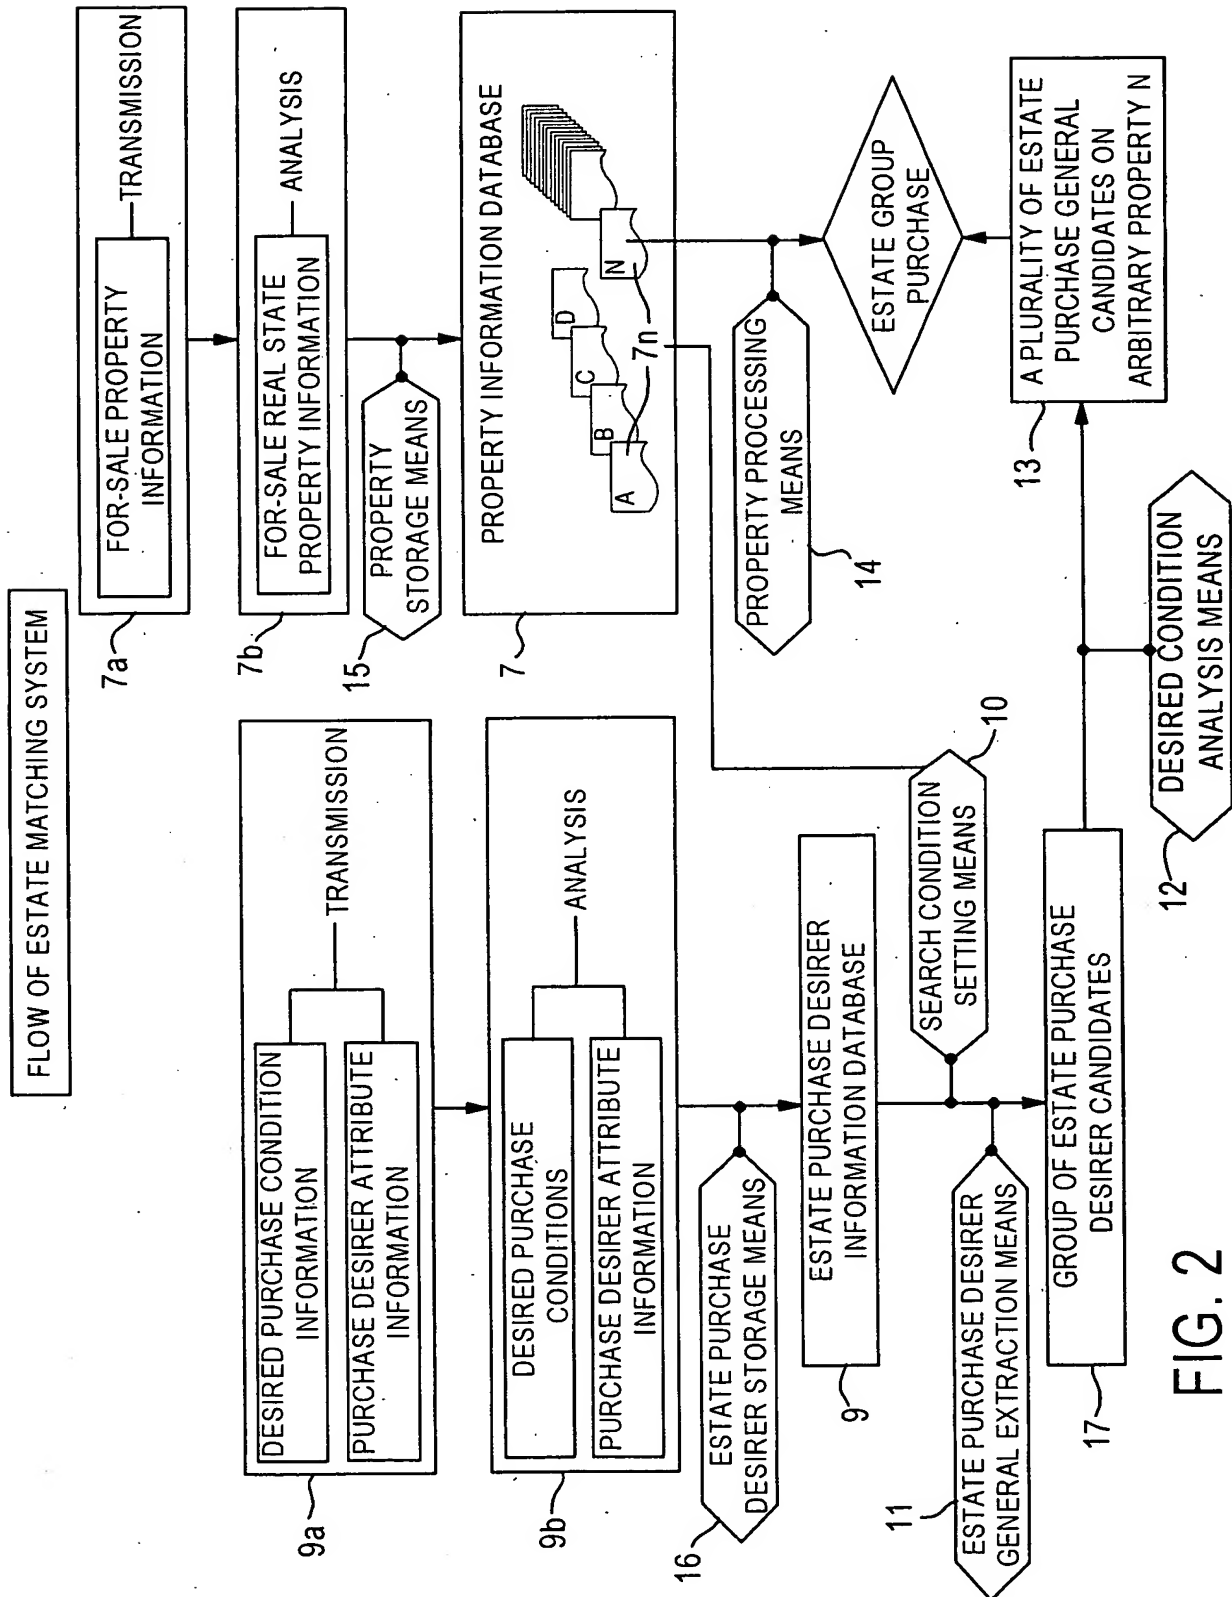 FLOW OF ESTATE MATCHING SYSTEM
DESIRED PURCHASE CONDITION
INFORMATION
PURCHASE DESIRER ATTRIBUTE
INFORMATION
TRANSMISSION
9a
DESIRED PURCHASE
CONDITIONS
PURCHASE DESIRER ATTRIBUTE
INFORMATION
ANALYSIS
9b
ESTATE PURCHASE
DESIRER STORAGE MEANS
16
ESTATE PURCHASE DESIRER
INFORMATION DATABASE
9
SEARCH CONDITION
SETTING MEANS
10
ESTATE PURCHASE DESIRER
GENERAL EXTRACTION MEANS
11
GROUP OF ESTATE PURCHASE
DESIRER CANDIDATES
17
FOR-SALE PROPERTY
INFORMATION
TRANSMISSION
7a
FOR-SALE REAL STATE
PROPERTY INFORMATION
ANALYSIS
7b
PROPERTY
STORAGE MEANS
15
PROPERTY INFORMATION DATABASE
A
B
C
D
N
7n
7
PROPERTY PROCESSING
MEANS
14
ESTATE GROUP
PURCHASE
A PLURALITY OF ESTATE
PURCHASE GENERAL
CANDIDATES ON
ARBITRARY PROPERTY N
13
DESIRED CONDITION
ANALYSIS MEANS
12
FIG. 2